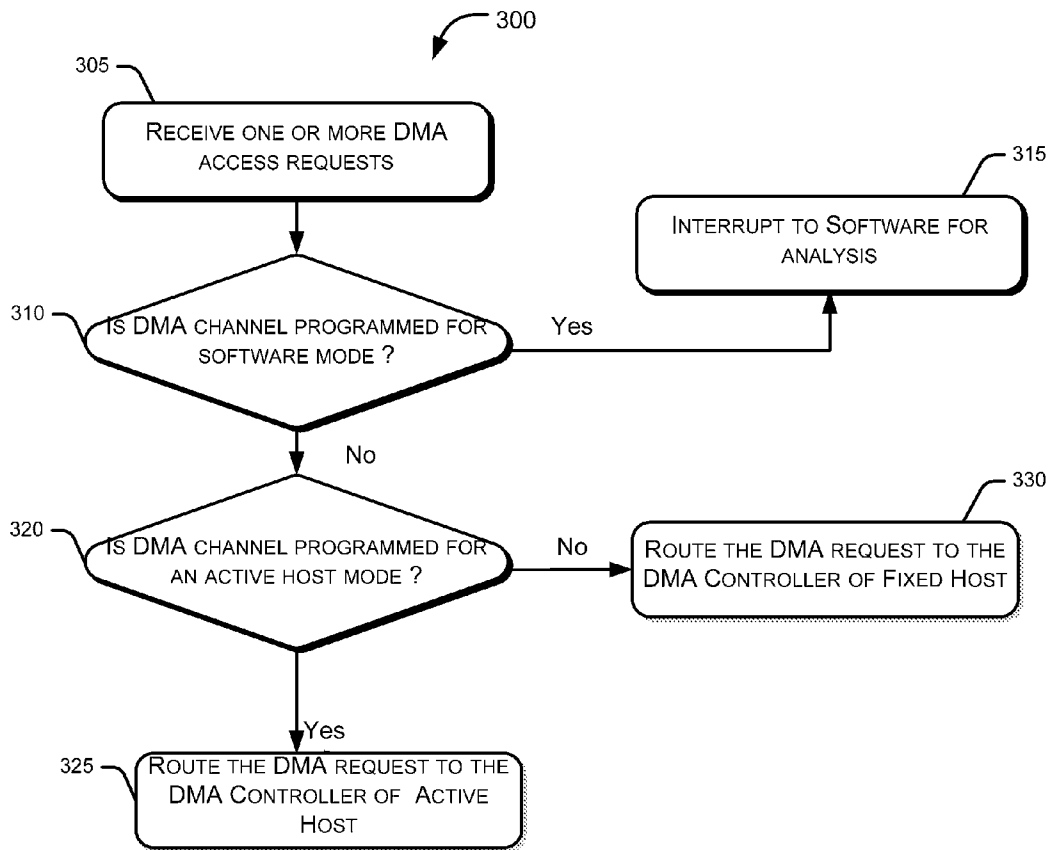 300
305
RECEIVE ONE OR MORE DMA
ACCESS REQUESTS
315
INTERRUPT TO SOFTWARE FOR
ANALYSIS
310
IS DMA CHANNEL PROGRAMMED FOR
SOFTWARE MODE ?
Yes
No
320
IS DMA CHANNEL PROGRAMMED FOR
AN ACTIVE HOST MODE ?
No
330
ROUTE THE DMA REQUEST TO THE
DMA CONTROLLER OF FIXED HOST
Yes
325
ROUTE THE DMA REQUEST TO THE
DMA CONTROLLER OF ACTIVE
HOST